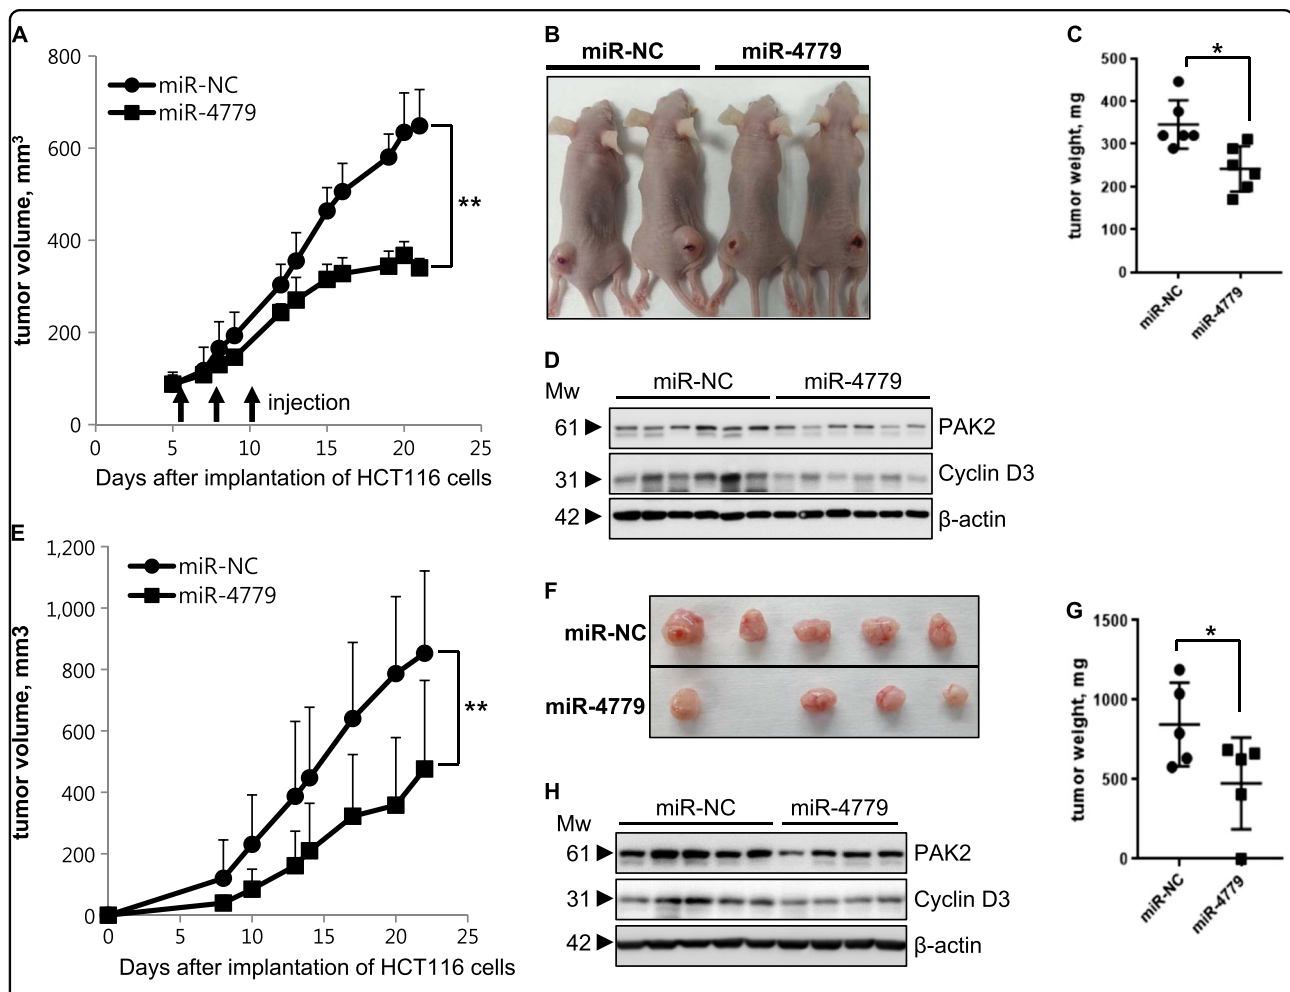 A
800
600
400
200
0
tumor volume, mm³
miR-NC
miR-4779
**
injection
0 5 10 15 20 25
Days after implantation of HCT116 cells
B
miR-NC miR-4779
C
500
400
300
200
100
0
tumor weight, mg
*
miR-NC miR-4779
D
Mw
miR-NC miR-4779
61 PAK2
31 Cyclin D3
42 β-actin
E
1,200
1,000
800
600
400
200
0
tumor volume, mm3
miR-NC
miR-4779
**
0 5 10 15 20 25
Days after implantation of HCT116 cells
F
miR-NC
miR-4779
G
1500
1000
500
0
tumor weight, mg
*
miR-NC miR-4779
H
Mw
miR-NC miR-4779
61 PAK2
31 Cyclin D3
42 β-actin